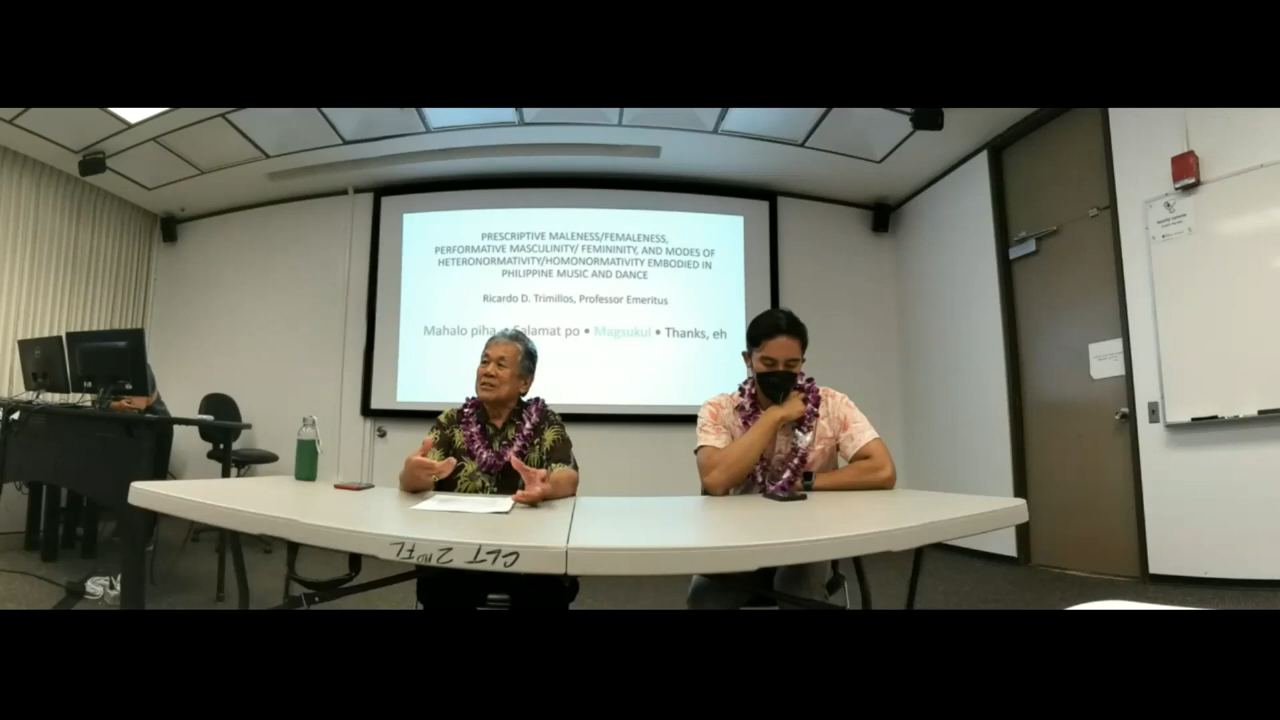 PRESCRIPTIVE MALENESS/FEMALENESS,
PERFORMATIVE MASCULINITY/ FEMININITY, AND MODES OF
HETERONORMATIVITY/HOMONORMATIVITY EMBODIED IN
PHILIPPINE MUSIC AND DANCE
Ricardo D. Trimillos, Professor Emeritus
Mahalo piha • Salamat po • Magsukul • Thanks, eh
CLT 2ND FL